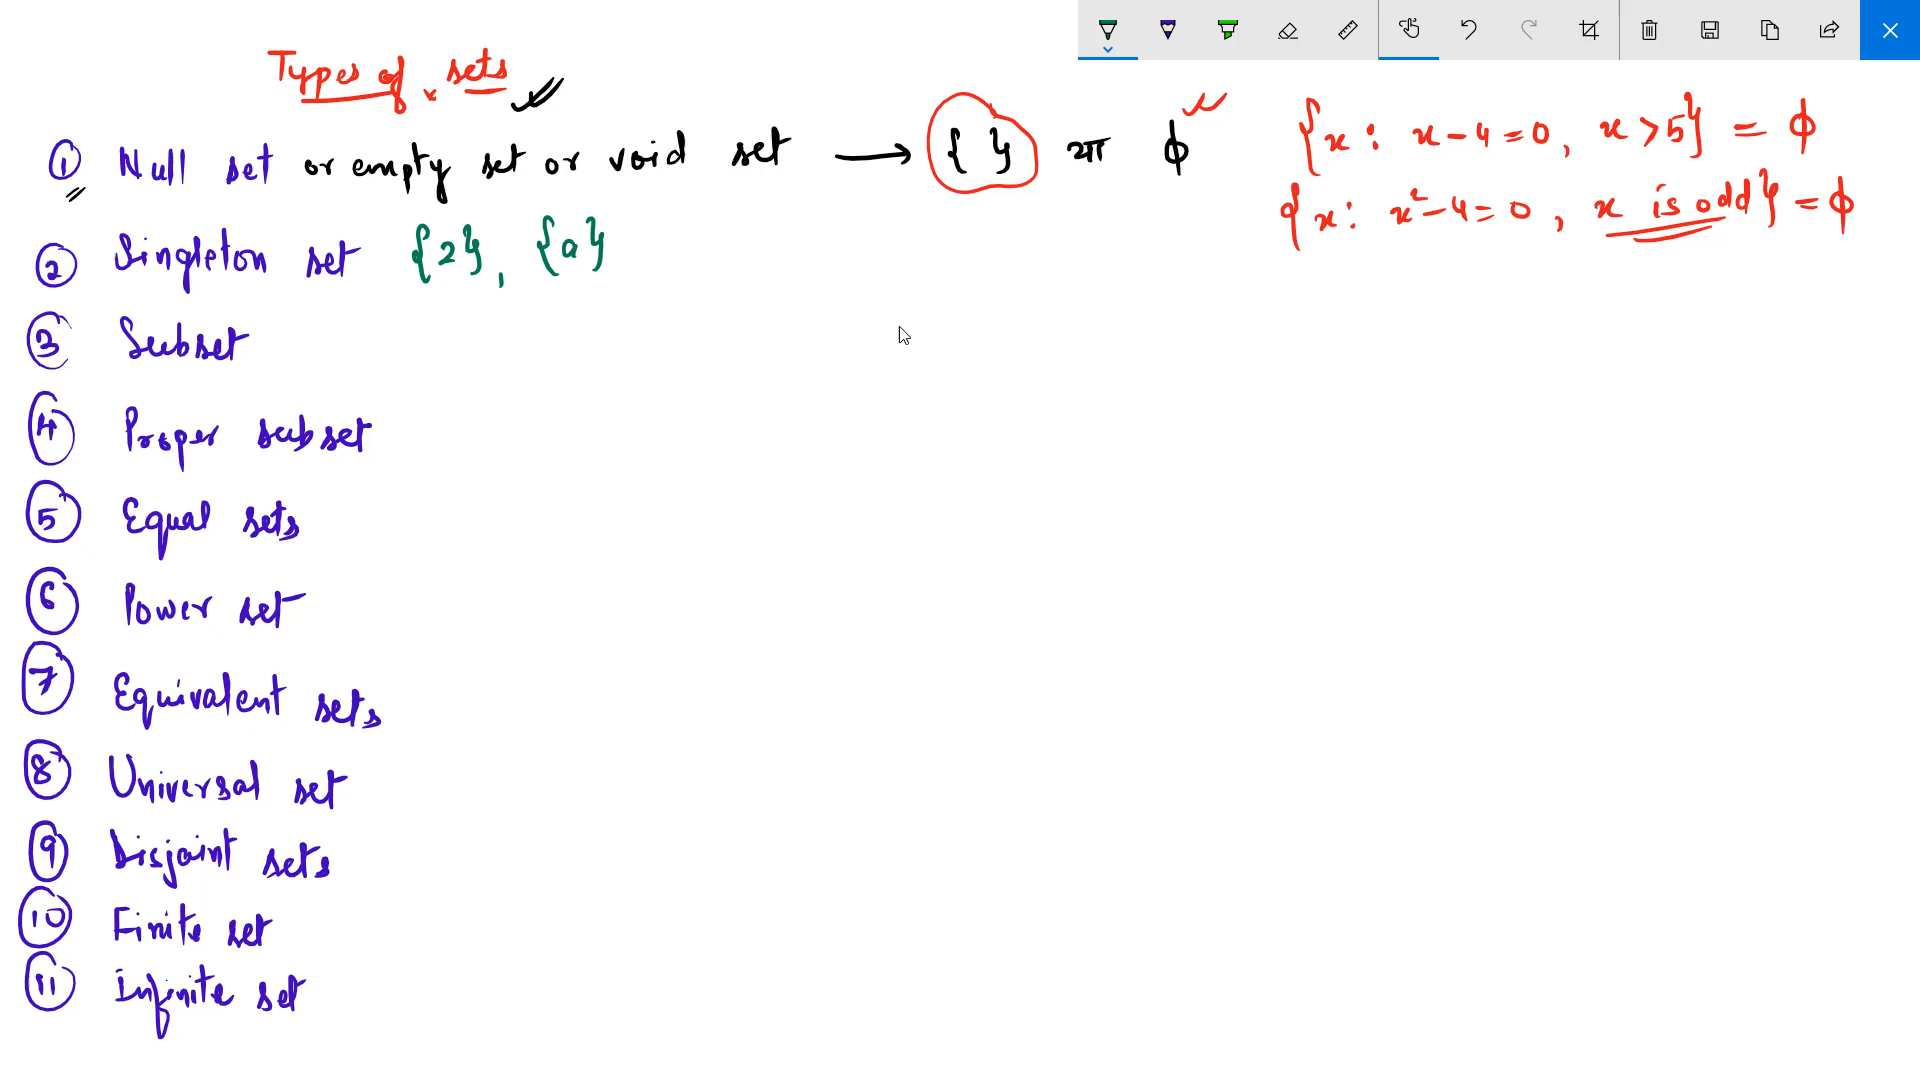 Types of sets
① Null set or empty set or void set → { } या ϕ
{x : x-4=0, x>5} = ϕ
{x : x²-4=0, x is odd} = ϕ
② Singleton set {2}, {a}
③ Subset
④ Proper subset
⑤ Equal sets
⑥ Power set
⑦ Equivalent sets
⑧ Universal set
⑨ Disjoint sets
⑩ Finite set
⑪ Infinite set